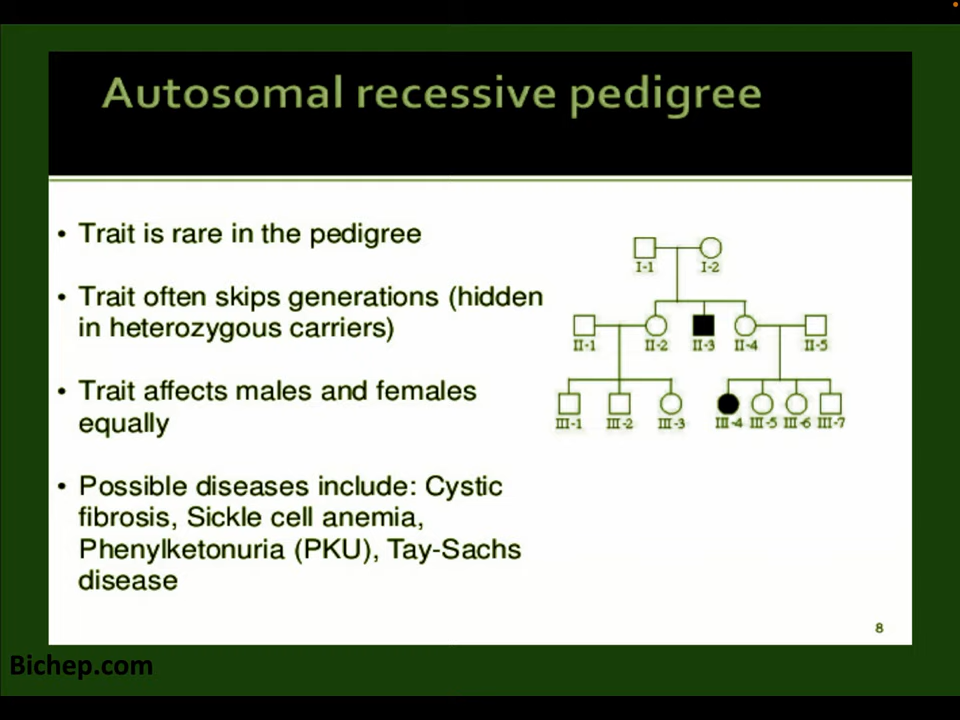 Autosomal recessive pedigree
• Trait is rare in the pedigree
• Trait often skips generations (hidden
in heterozygous carriers)
• Trait affects males and females
equally
• Possible diseases include: Cystic
fibrosis, Sickle cell anemia,
Phenylketonuria (PKU), Tay-Sachs
disease
I-1 I-2
II-1 II-2 II-3 II-4 II-5
III-1 III-2 III-3 III-4 III-5 III-6 III-7
8
Bichep.com